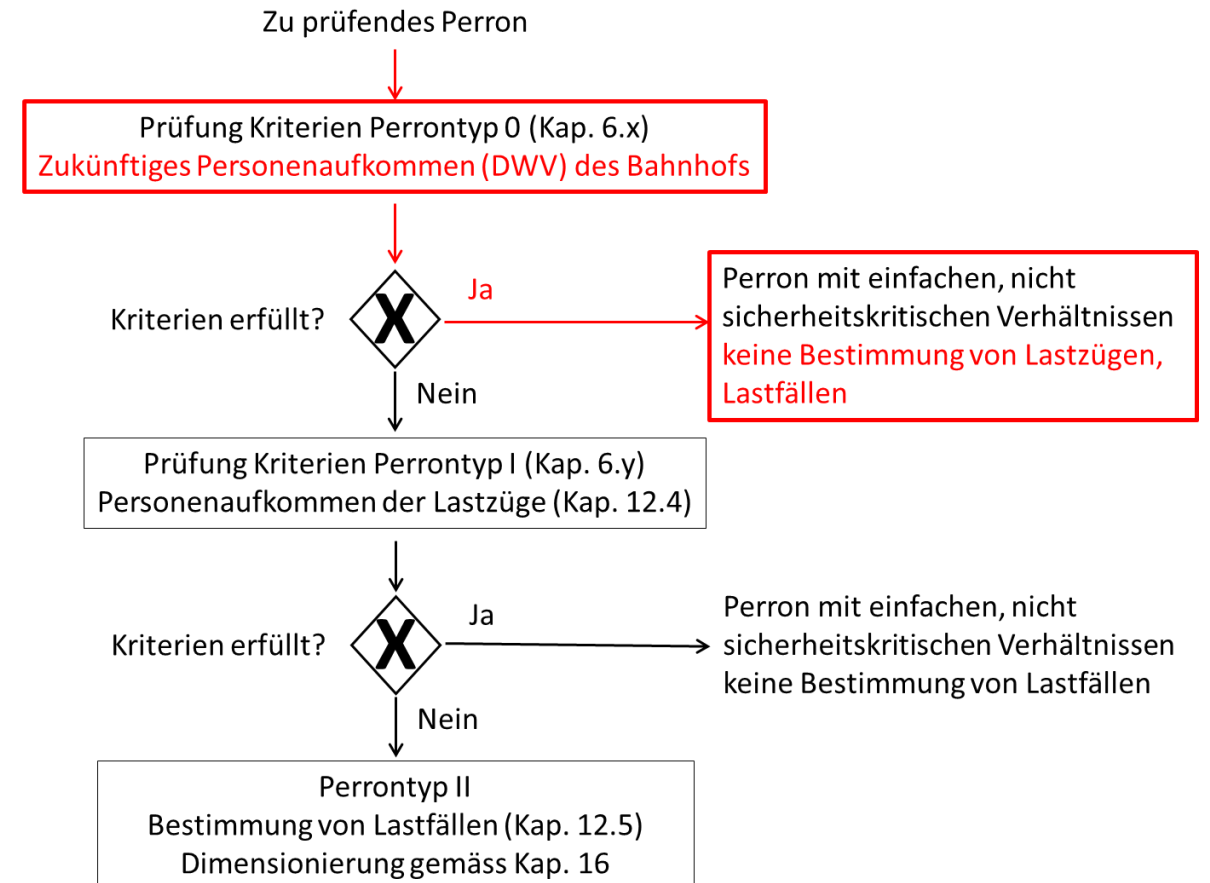 Zu prüfendes Perron
Prüfung Kriterien Perrontyp 0 (Kap. 6.x)
Zukünftiges Personenaufkommen (DWV) des Bahnhofs
Kriterien erfüllt?
X
Ja
Perron mit einfachen, nicht
sicherheitskritischen Verhältnissen
keine Bestimmung von Lastzügen,
Lastfällen
Nein
Prüfung Kriterien Perrontyp I (Kap. 6.y)
Personenaufkommen der Lastzüge (Kap. 12.4)
Kriterien erfüllt?
X
Ja
Perron mit einfachen, nicht
sicherheitskritischen Verhältnissen
keine Bestimmung von Lastfällen
Nein
Perrontyp II
Bestimmung von Lastfällen (Kap. 12.5)
Dimensionierung gemäss Kap. 16